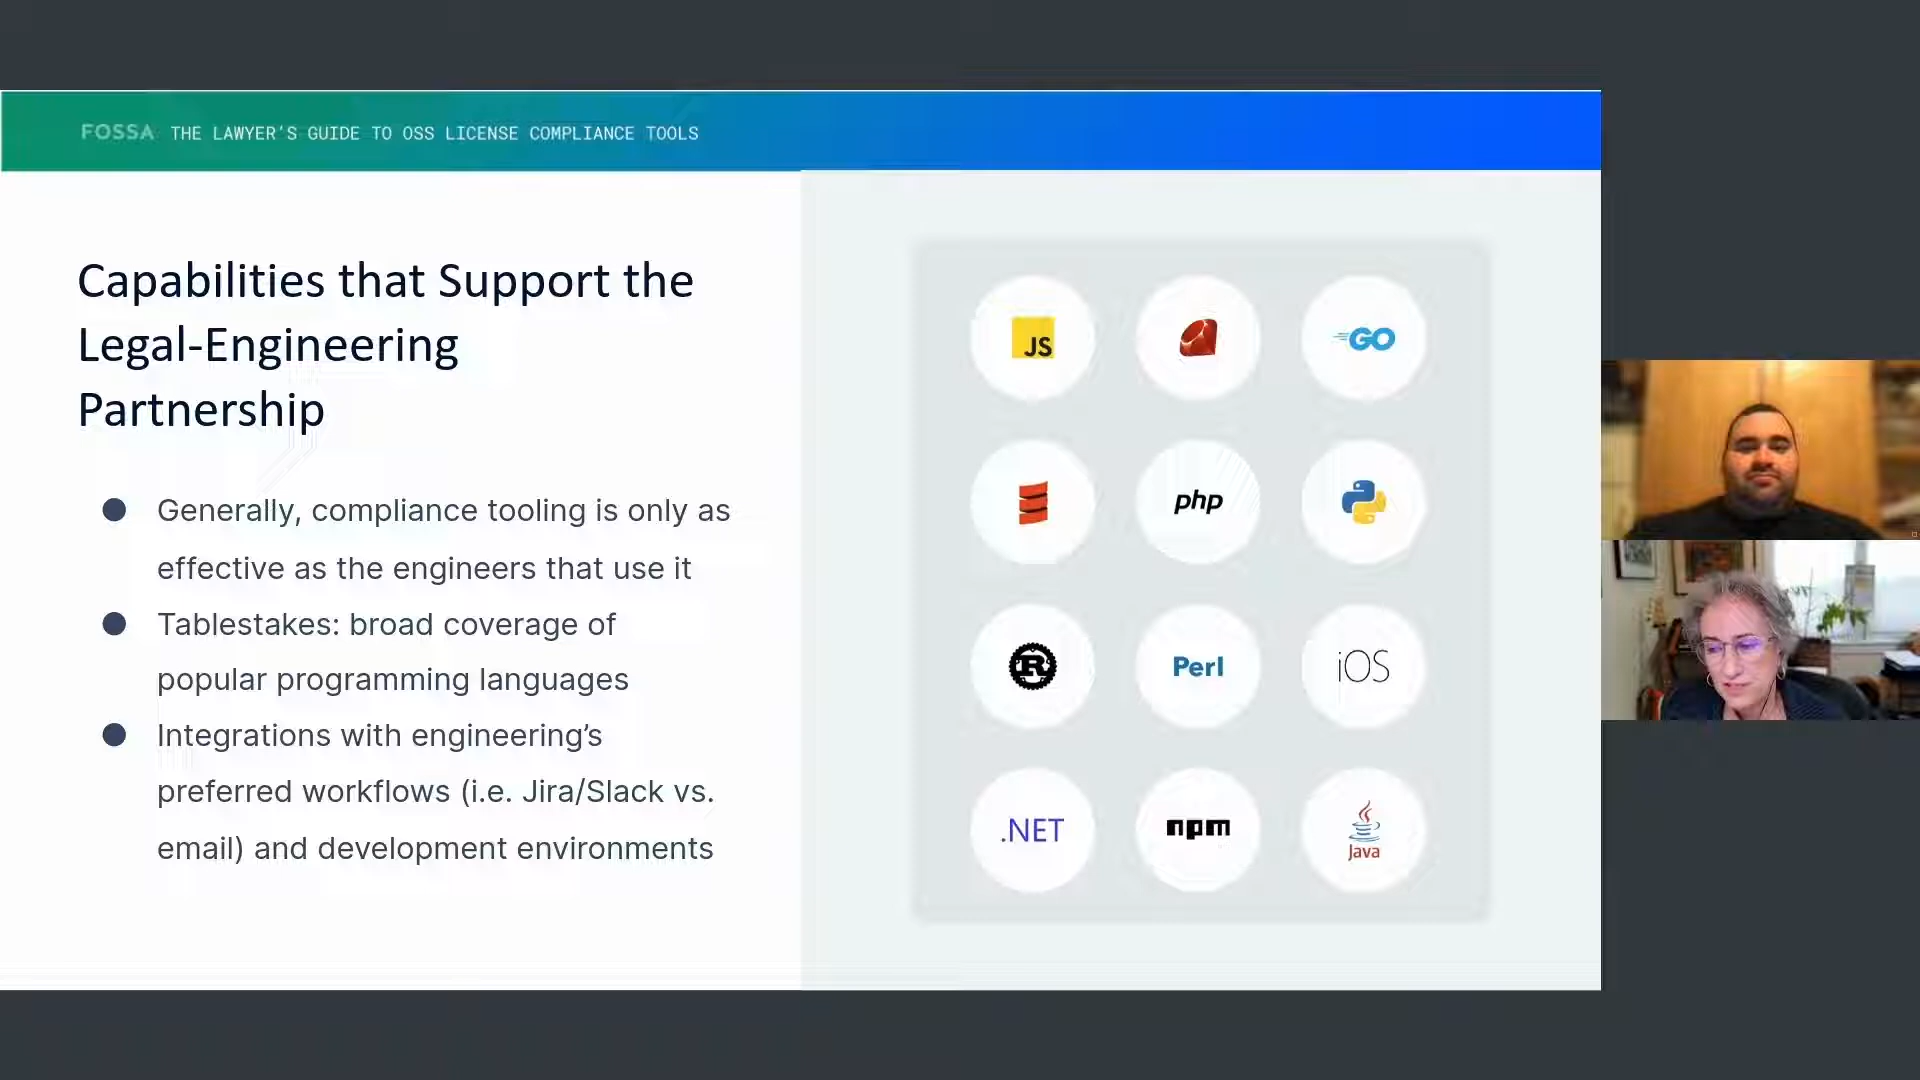 FOSSA THE LAWYER’S GUIDE TO OSS LICENSE COMPLIANCE TOOLS
Capabilities that Support the
Legal-Engineering
Partnership
Generally, compliance tooling is only as
effective as the engineers that use it
Tablestakes: broad coverage of
popular programming languages
Integrations with engineering’s
preferred workflows (i.e. Jira/Slack vs.
email) and development environments
JS
GO
php
R
Perl
iOS
.NET
npm
Java